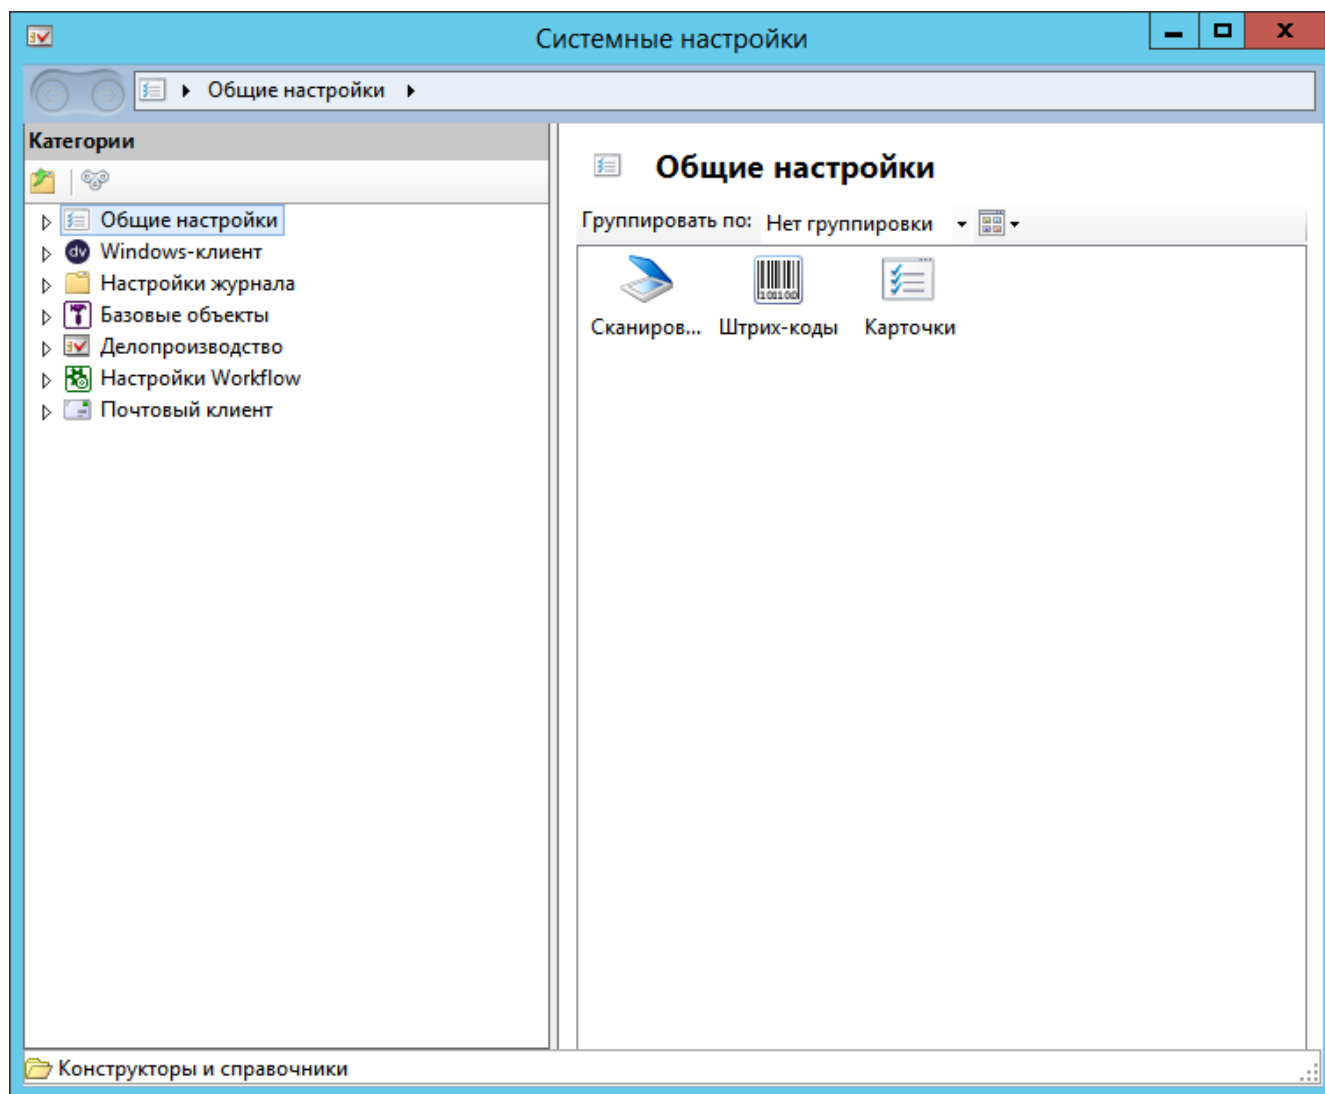 Системные настройки
Общие настройки
Категории
Общие настройки
Windows-клиент
Настройки журнала
Базовые объекты
Делопроизводство
Настройки Workflow
Почтовый клиент
Общие настройки
Группировать по: Нет группировки
Сканиров... Штрих-коды Карточки
Конструкторы и справочники